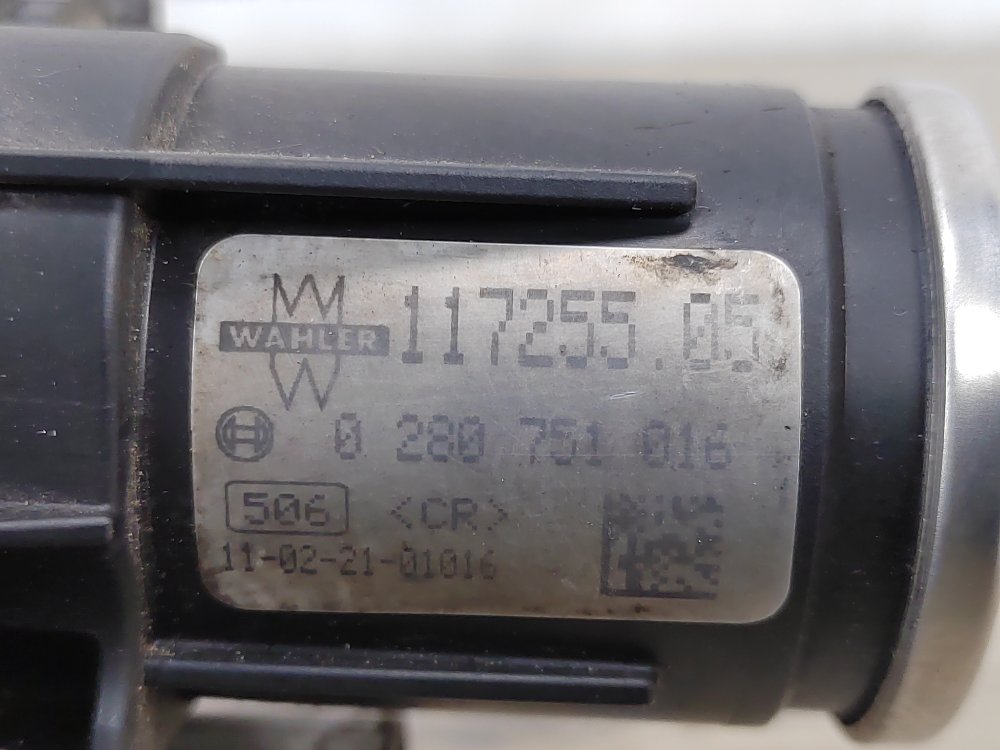 WAHLER 117255.05
0 280 751 016
506 <CR>
11-02-21-01016